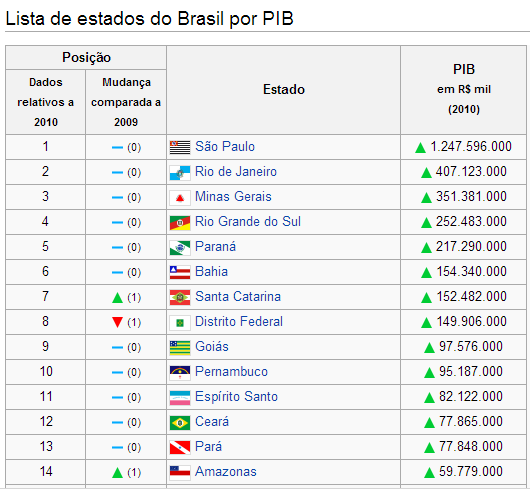 Lista de estados do Brasil por PIB
Posição
Estado
PIB
em R$ mil
(2010)
Dados
relativos a
2010
Mudança
comparada a
2009
1 (0) São Paulo 1.247.596.000
2 (0) Rio de Janeiro 407.123.000
3 (0) Minas Gerais 351.381.000
4 (0) Rio Grande do Sul 252.483.000
5 (0) Paraná 217.290.000
6 (0) Bahia 154.340.000
7 (1) Santa Catarina 152.482.000
8 (1) Distrito Federal 149.906.000
9 (0) Goiás 97.576.000
10 (0) Pernambuco 95.187.000
11 (0) Espírito Santo 82.122.000
12 (0) Ceará 77.865.000
13 (0) Pará 77.848.000
14 (1) Amazonas 59.779.000